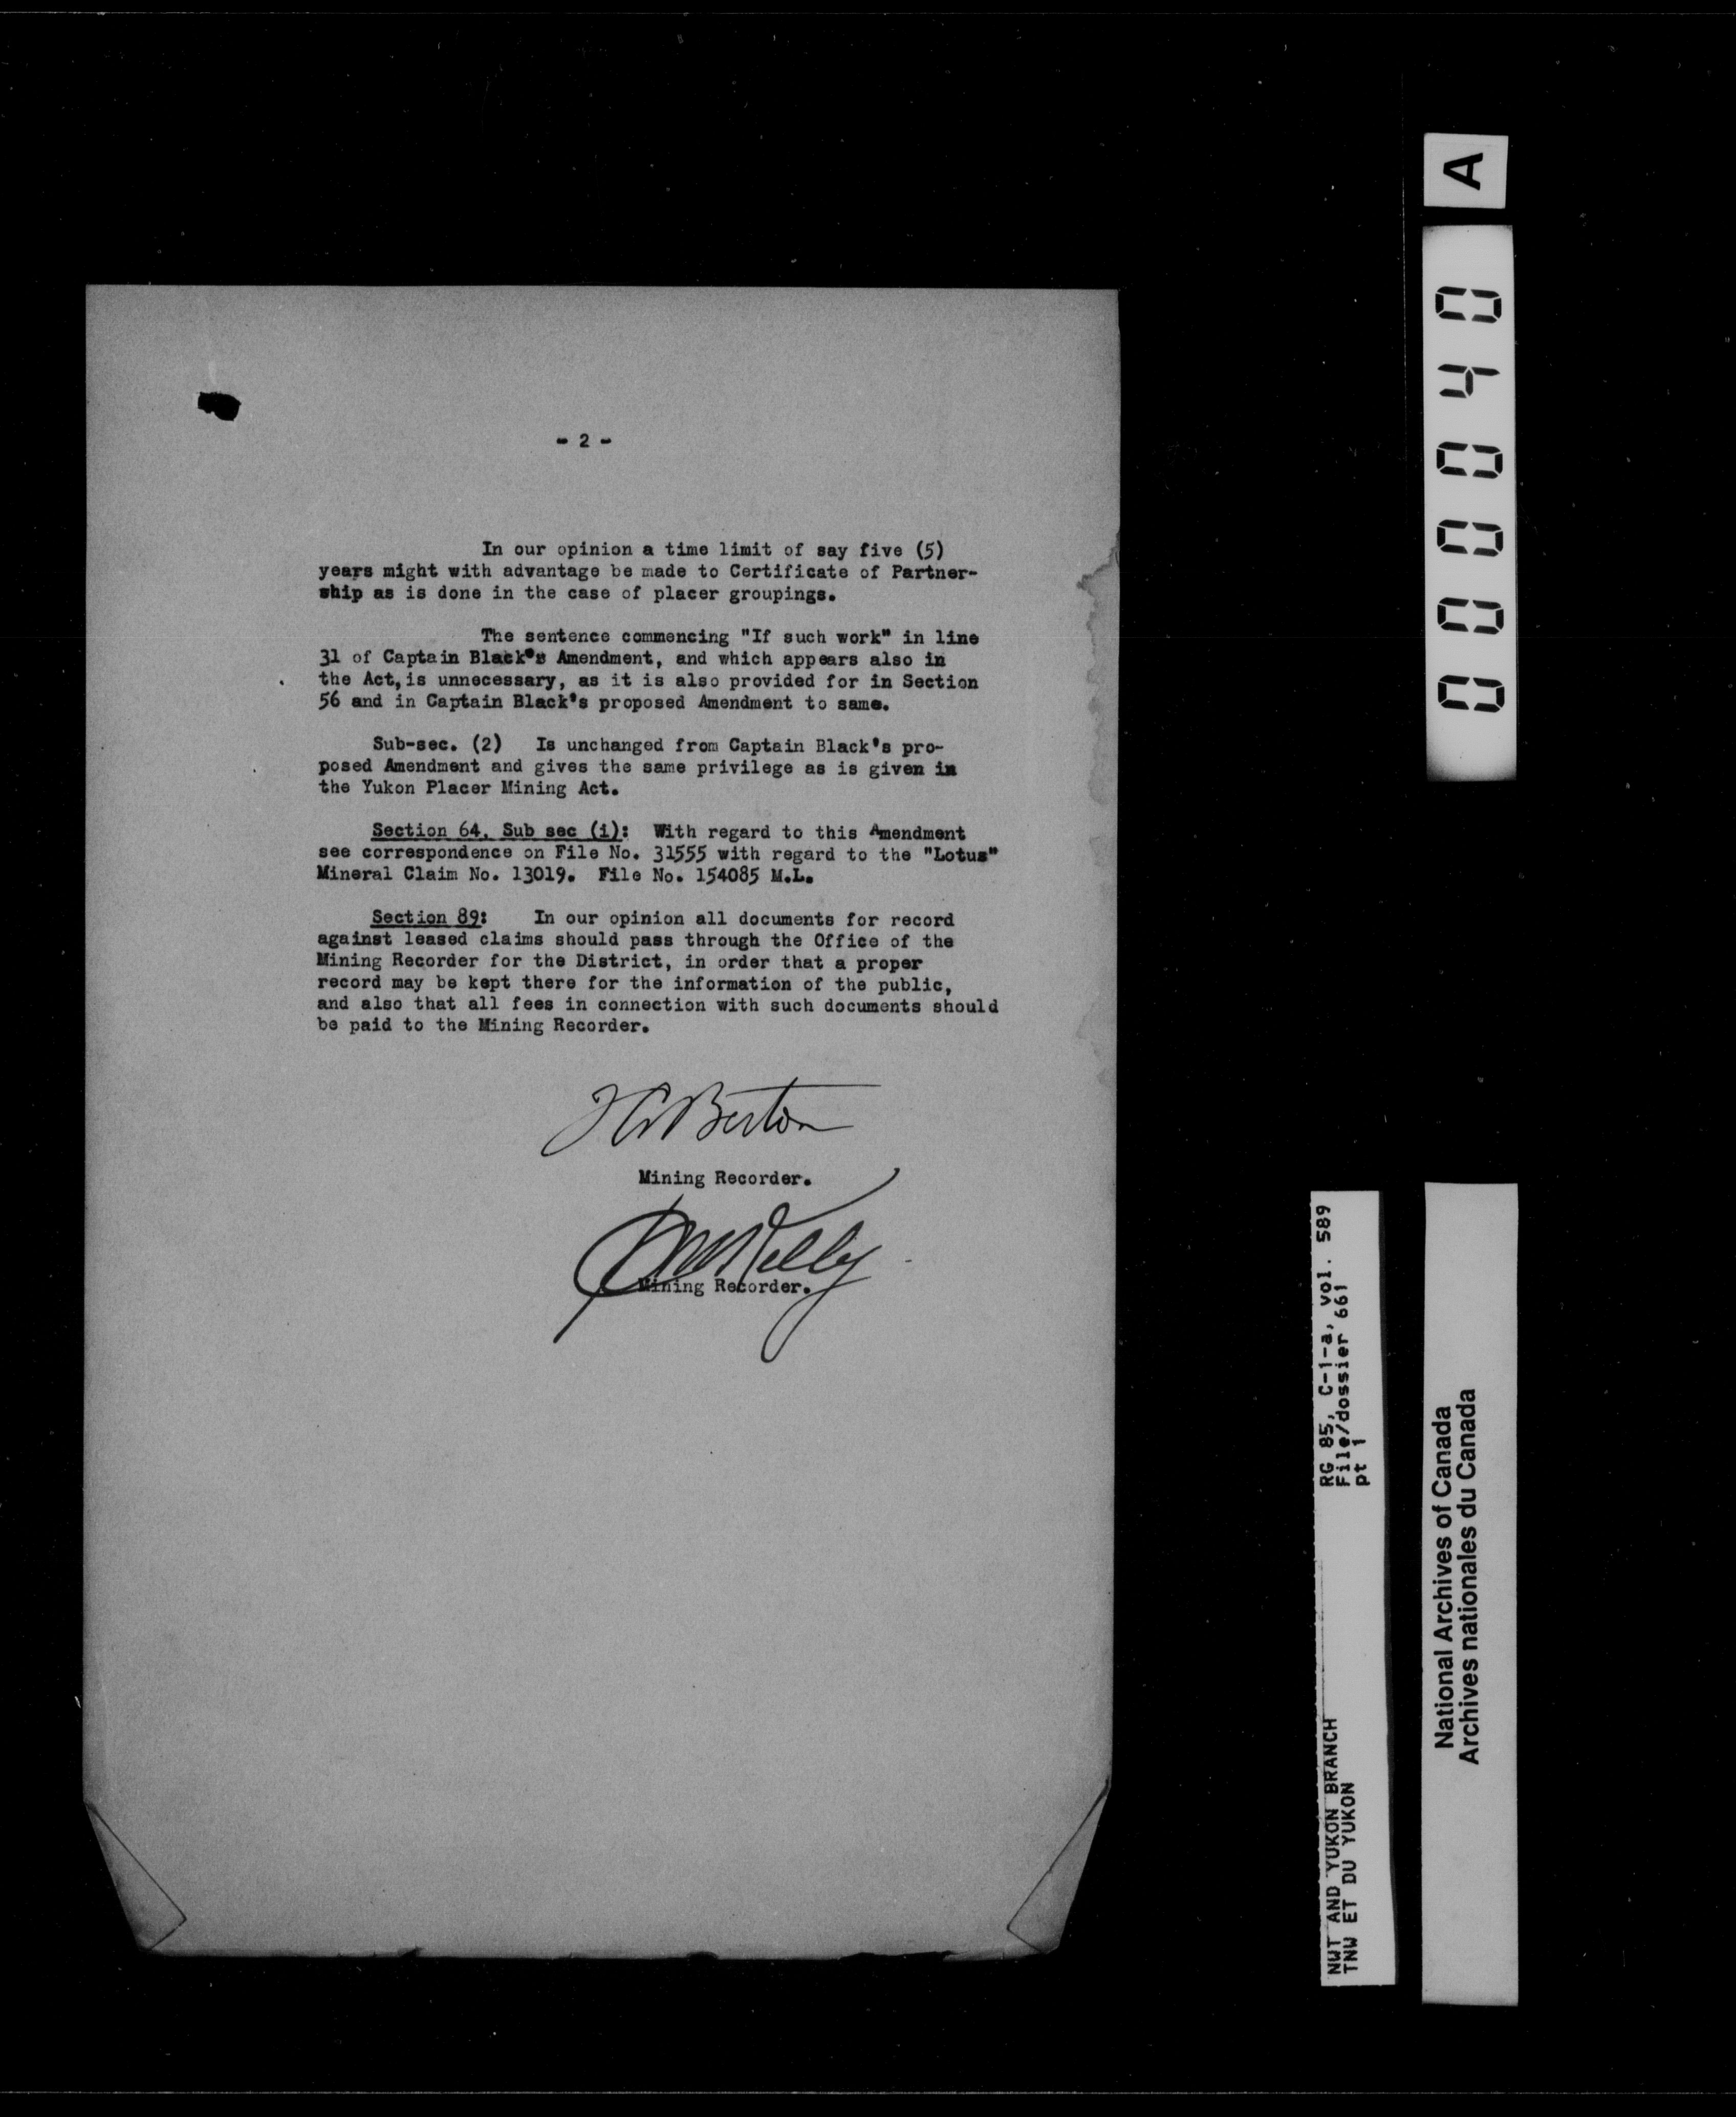 - 2 -
In our opinion a time limit of say five (5)
years might with advantage be made to Certificate of Partner-
ship as is done in the case of placer groupings.
The sentence commencing "If such work" in line
31 of Captain Black's Amendment, and which appears also in
the Act, is unnecessary, as it is also provided for in Section
56 and in Captain Black's proposed Amendment to same.
Sub-sec. (2) Is unchanged from Captain Black's pro-
posed Amendment and gives the same privilege as is given in
the Yukon Placer Mining Act.
Section 64, Sub sec (i): With regard to this Amendment
see correspondence on File No. 31555 with regard to the "Lotus"
Mineral Claim No. 13019. File No. 154085 M.L.
Section 89: In our opinion all documents for record
against leased claims should pass through the Office of the
Mining Recorder for the District, in order that a proper
record may be kept there for the information of the public,
and also that all fees in connection with such documents should
be paid to the Mining Recorder.
Berton
Mining Recorder.
Kelly
Mining Recorder.
A
000040
RG 85, C-1-a, vol. 589
File/dossier 661
pt 1
NWT AND YUKON BRANCH
TNW ET DU YUKON
National Archives of Canada
Archives nationales du Canada